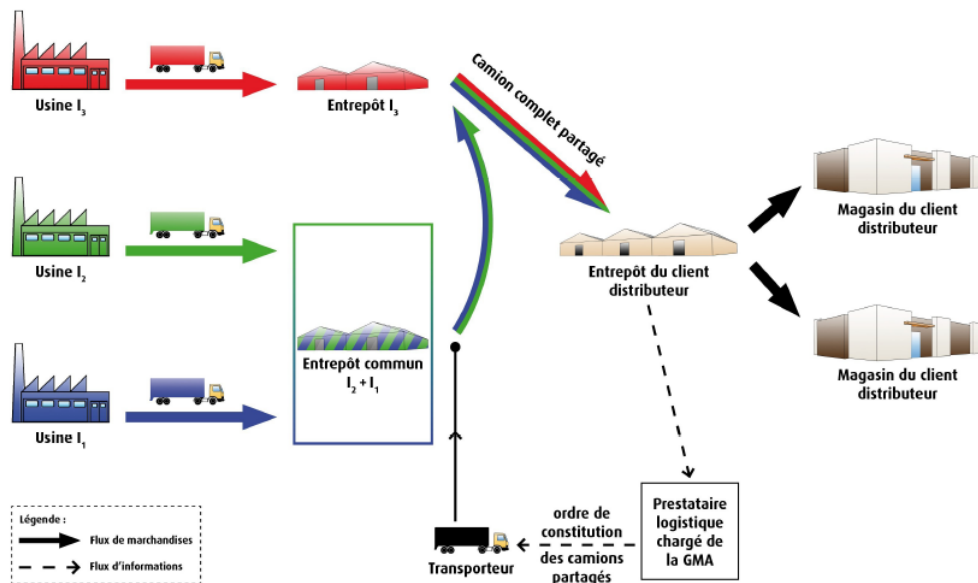 Usine I₃
Entrepôt I₃
Camion complet partagé
Usine I₂
Entrepôt commun
I₂ + I₁
Usine I₁
Entrepôt du client
distributeur
Magasin du client
distributeur
Magasin du client
distributeur
Prestataire
logistique
chargé de
la GMA
ordre de
constitution
des camions
partagés
Transporteur
Légende :
Flux de marchandises
Flux d'informations